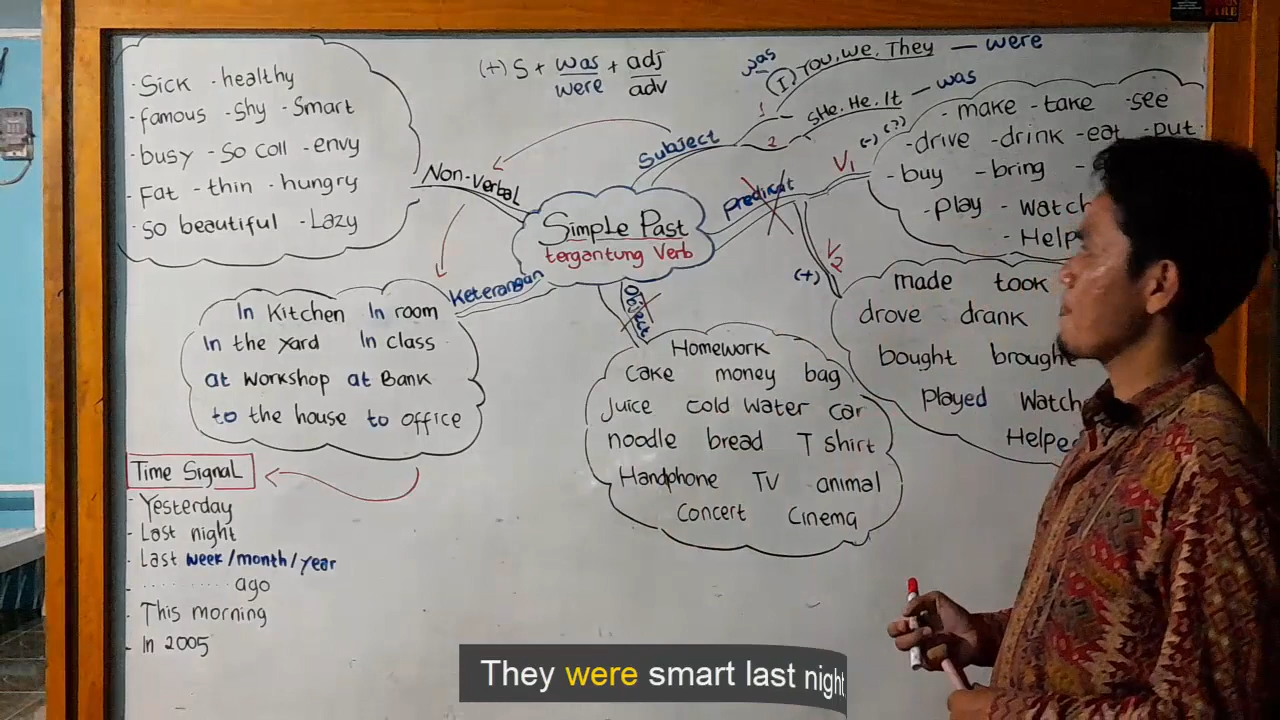 - Sick - healthy
- famous - shy - Smart
- busy - so coll - envy
- Fat - thin - hungry
- so beautiful - Lazy
Non-verbal
(+) S + was + adj
were adv
was
(I) You, we, They — were
1
SHe. He. It — was
2
Subject
Simple Past
tergantung Verb
predikat
V1
(-) (?)
- make - take - see
- drive - drink - eat - put
- buy - bring -
- play - watch
- Help
V2
(+)
made took
drove drank
bought brought
played Watch
Helpe
Keterangan
In Kitchen In room
In the yard In class
at workshop at Bank
to the house to office
Object
Homework
cake money bag
Juice cold water car
noodle bread T shirt
Handphone TV animal
concert cinema
Time Signal
- Yesterday
- Last night
- Last week/month/year
- .......... ago
- This morning
- In 2005
They were smart last night